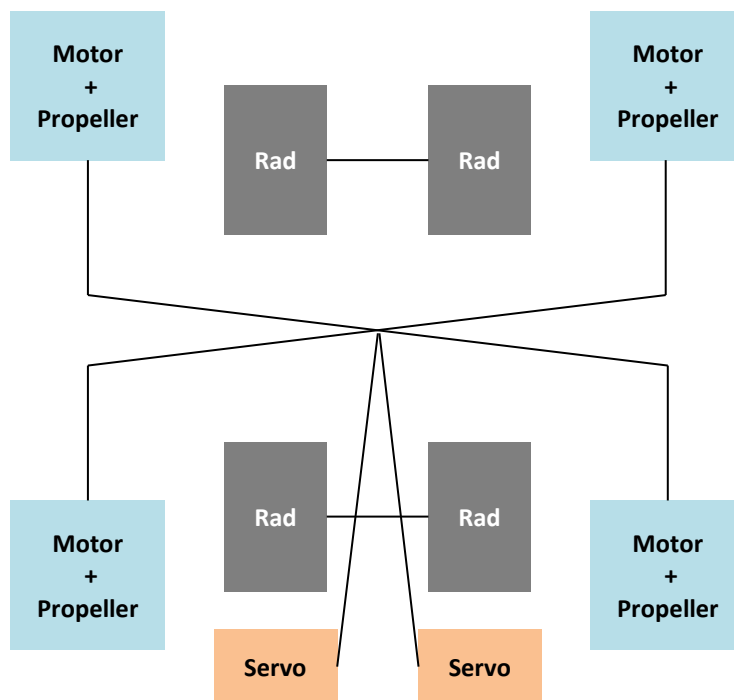 Motor
+
Propeller
Motor
+
Propeller
Rad
Rad
Rad
Rad
Motor
+
Propeller
Motor
+
Propeller
Servo
Servo